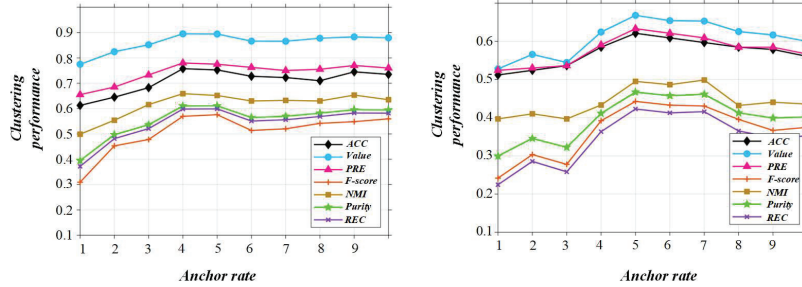 Clustering
performance
0.9
0.8
0.7
0.6
0.5
0.4
0.3
0.2
0.1
1 2 3 4 5 6 7 8 9
Anchor rate
ACC
Value
PRE
F-score
NMI
Purity
REC
Clustering
performance
0.6
0.5
0.4
0.3
0.2
0.1
1 2 3 4 5 6 7 8 9
Anchor rate
ACC
Value
PRE
F-score
NMI
Purity
REC